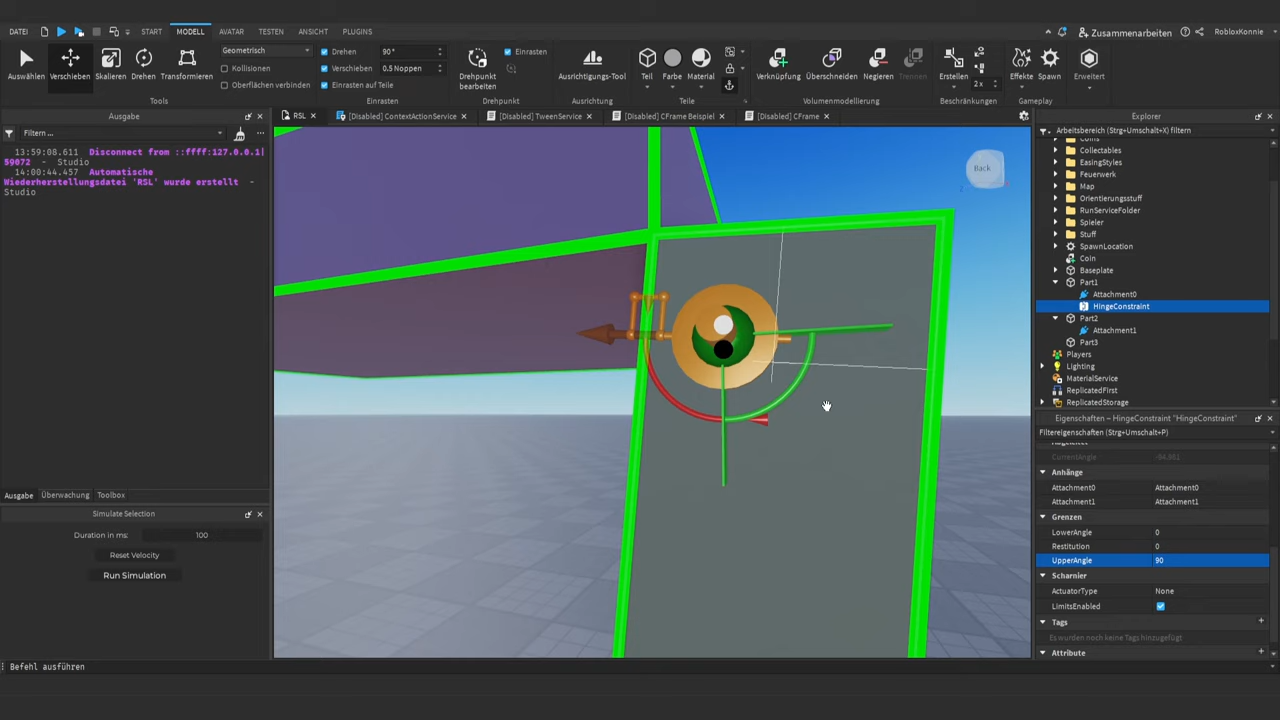 DATEI START MODELL AVATAR TESTEN ANSICHT PLUGINS Zusammenarbeiten RobloxKonnie
Auswählen Verschieben Skalieren Drehen Transformieren
Geometrisch
Kollisionen
Oberflächen verbinden
Tools
Drehen 90°
Verschieben 0.5 Noppen
Einrasten auf Teile
Einrasten
Drehpunkt bearbeiten
Einrasten
Drehpunkt
Ausrichtungs-Tool
Ausrichtung
Teil Farbe Material
Teile
Verknüpfung Überschneiden Negieren Trennen
Volumenmodellierung
Erstellen 2x
Beschränkungen
Effekte Spawn
Gameplay
Erweitert
Ausgabe
Filtern ...
13:59:08.611 Disconnect from ::ffff:127.0.0.1|
59072 - Studio
14:00:44.457 Automatische
Wiederherstellungsdatei 'RSL' wurde erstellt -
Studio
Ausgabe Überwachung Toolbox
Simulate Selection
Duration in ms: 100
Reset Velocity
Run Simulation
Befehl ausführen
RSL [Disabled] ContextActionService [Disabled] TweenService [Disabled] CFrame Beispiel [Disabled] CFrame
Back
Explorer
Arbeitsbereich (Strg+Umschalt+X) filtern
Collectables
EasingStyles
Feuerwerk
Map
Orientierungsstuff
RunServiceFolder
Spieler
Stuff
SpawnLocation
Coin
Baseplate
Part1
Attachment0
HingeConstraint
Part2
Attachment1
Part3
Players
Lighting
MaterialService
ReplicatedFirst
ReplicatedStorage
Eigenschaften – HingeConstraint "HingeConstraint"
Filtereigenschaften (Strg+Umschalt+P)
CurrentAngle
Anhänge
Attachment0 Attachment0
Attachment1 Attachment1
Grenzen
LowerAngle 0
Restitution 0
UpperAngle 90
Scharnier
ActuatorType None
LimitsEnabled
Tags
Es wurden noch keine Tags hinzugefügt
Attribute